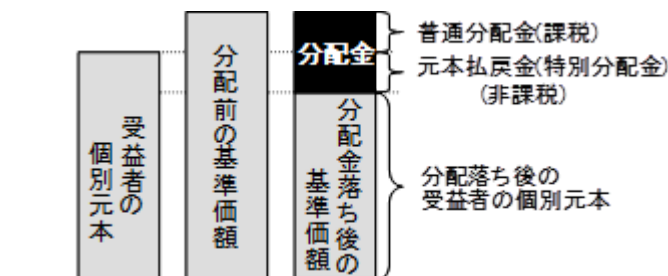 受益者の
個別元本
分配前の基準価額
分配金
分配金落ち後の
基準価額
普通分配金(課税)
元本払戻金(特別分配金)
(非課税)
分配落ち後の
受益者の個別元本